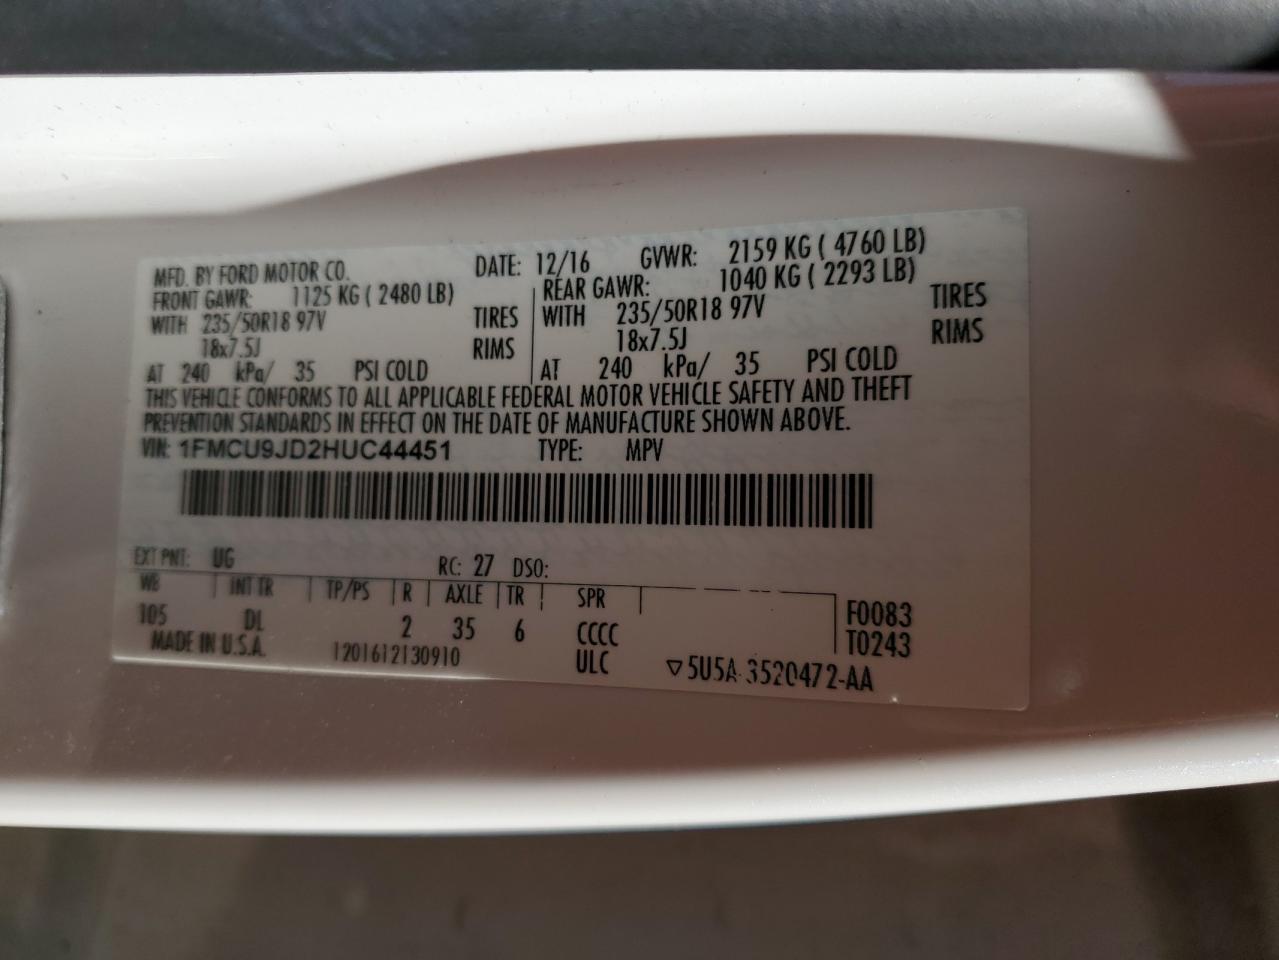 MFD. BY FORD MOTOR CO. DATE: 12/16 GVWR: 2159 KG ( 4760 LB)
FRONT GAWR: 1125 KG ( 2480 LB) REAR GAWR: 1040 KG ( 2293 LB)
WITH 235/50R18 97V TIRES WITH 235/50R18 97V TIRES
18x7.5J RIMS 18x7.5J RIMS
AT 240 kPa/ 35 PSI COLD AT 240 kPa/ 35 PSI COLD
THIS VEHICLE CONFORMS TO ALL APPLICABLE FEDERAL MOTOR VEHICLE SAFETY AND THEFT
PREVENTION STANDARDS IN EFFECT ON THE DATE OF MANUFACTURE SHOWN ABOVE.
VIN: 1FMCU9JD2HUC44451 TYPE: MPV
EXT PNT: UG RC: 27 DSO:
WB INT TR TP/PS R AXLE TR SPR
105 DL 2 35 6 CCCC F0083
MADE IN U.S.A. 1201612130910 ULC T0243
▽5U5A-3520472-AA